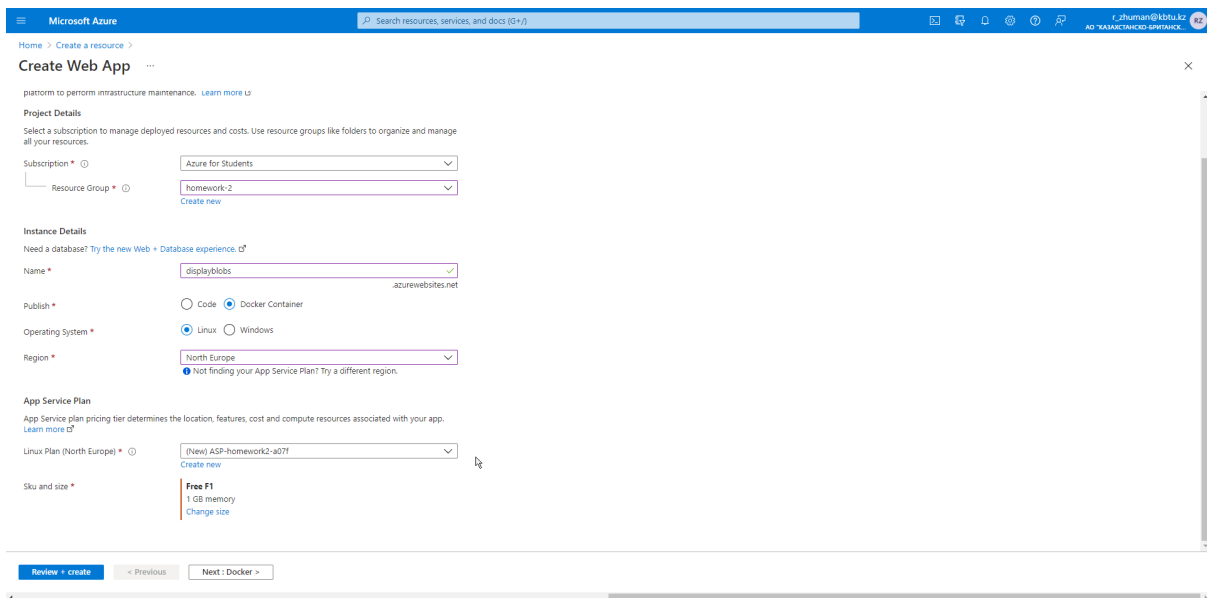 Microsoft Azure
Search resources, services, and docs (G+/)
r_zhuman@kbtu.kz
АО "КАЗАХСТАНСКО-БРИТАНСК...
RZ
Home > Create a resource >
Create Web App ...
platform to perform infrastructure maintenance. Learn more
Project Details
Select a subscription to manage deployed resources and costs. Use resource groups like folders to organize and manage
all your resources.
Subscription *
Azure for Students
Resource Group *
homework-2
Create new
Instance Details
Need a database? Try the new Web + Database experience.
Name *
displayblobs
.azurewebsites.net
Publish *
Code
Docker Container
Operating System *
Linux
Windows
Region *
North Europe
Not finding your App Service Plan? Try a different region.
App Service Plan
App Service plan pricing tier determines the location, features, cost and compute resources associated with your app.
Learn more
Linux Plan (North Europe) *
(New) ASP-homework2-a07f
Create new
Sku and size *
Free F1
1 GB memory
Change size
Review + create
< Previous
Next : Docker >